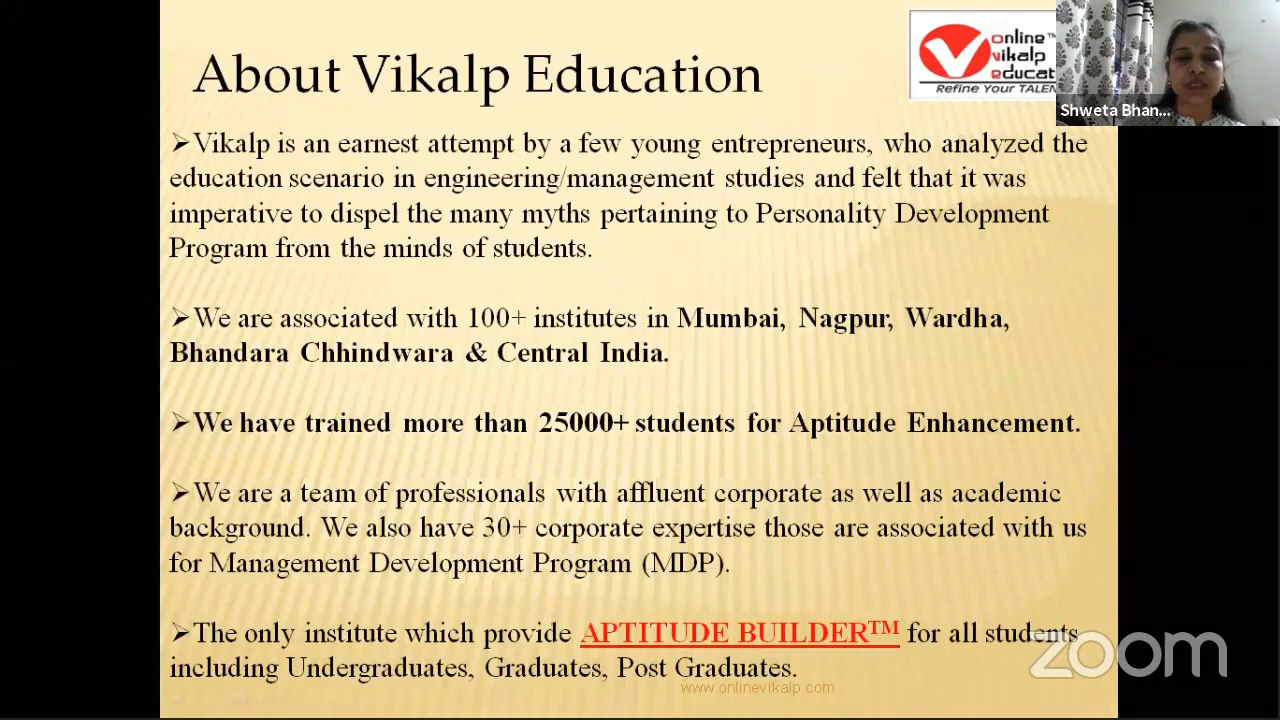 About Vikalp Education
online™
vikalp
educat
Refine Your TALEN
Shweta Bhan...
➢Vikalp is an earnest attempt by a few young entrepreneurs, who analyzed the
education scenario in engineering/management studies and felt that it was
imperative to dispel the many myths pertaining to Personality Development
Program from the minds of students.
➢We are associated with 100+ institutes in Mumbai, Nagpur, Wardha,
Bhandara Chhindwara & Central India.
➢We have trained more than 25000+ students for Aptitude Enhancement.
➢We are a team of professionals with affluent corporate as well as academic
background. We also have 30+ corporate expertise those are associated with us
for Management Development Program (MDP).
➢The only institute which provide APTITUDE BUILDER™ for all students
including Undergraduates, Graduates, Post Graduates.
www.onlinevikalp.com
zoom